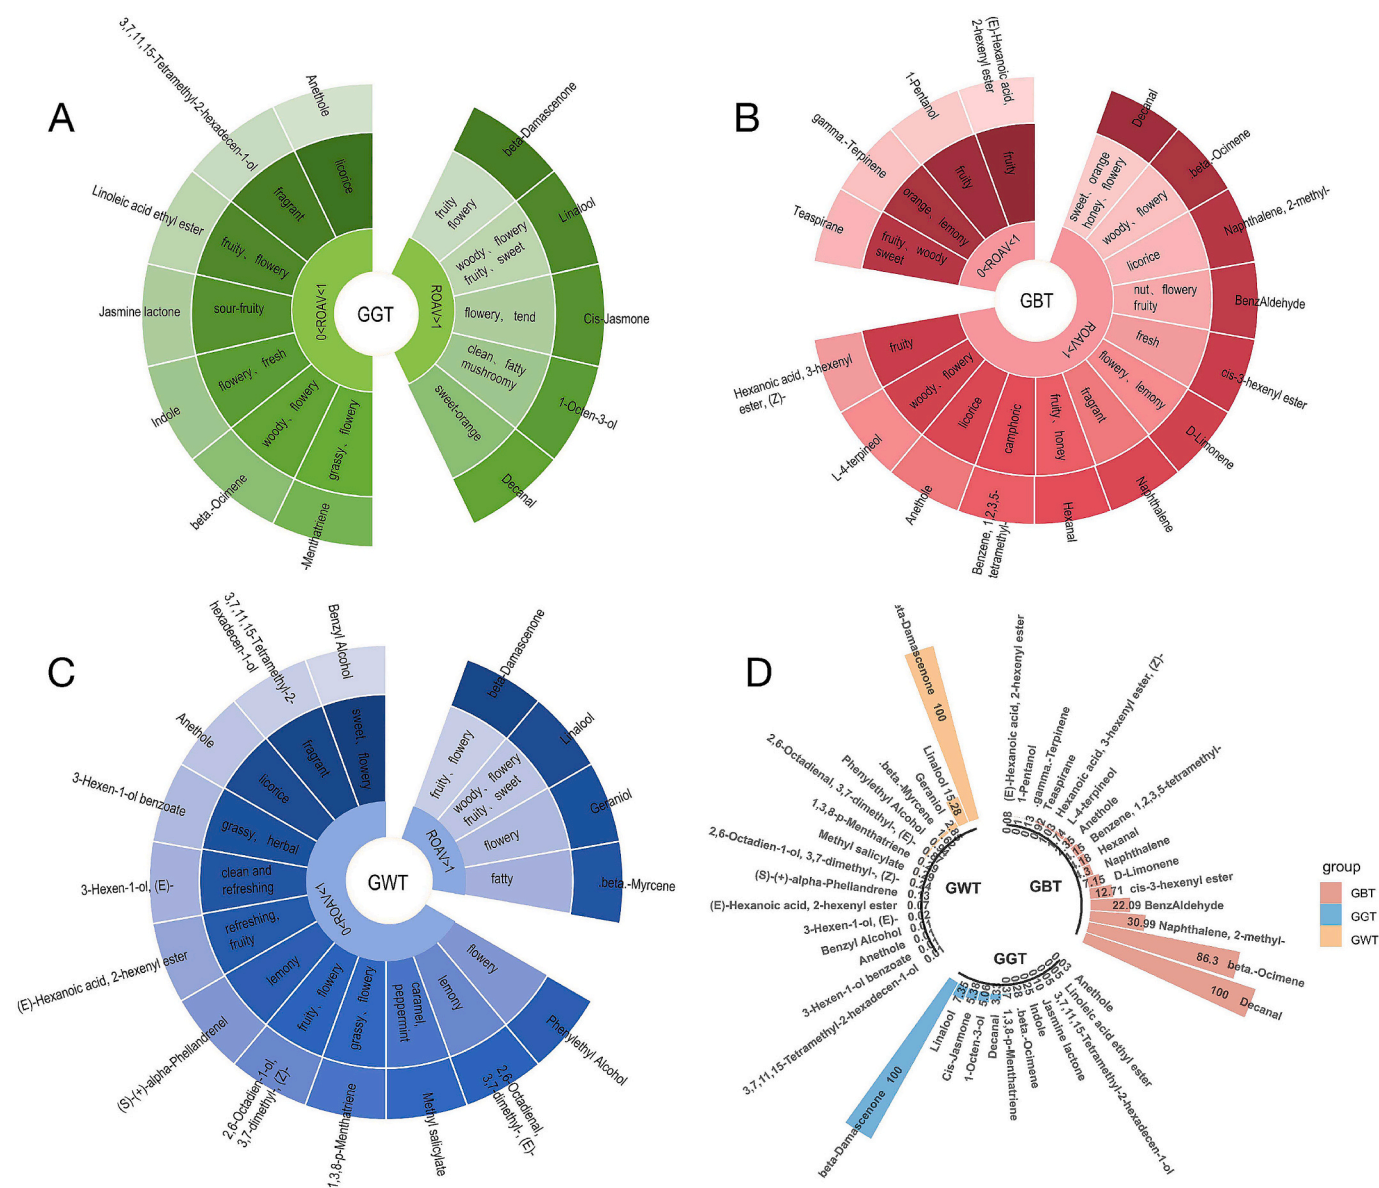 A
GGT
0<ROAV<1
ROAV>1
3,7,11,15-Tetramethyl-2-hexadecen-1-ol
Anethole
Linoleic acid ethyl ester
Jasmine lactone
Indole
beta.-Ocimene
-Menthatriene
licorice
fragrant
fruity、flowery
sour-fruity
flowery、fresh
woody、flowery
grassy、flowery
beta-Damascenone
Linalool
Cis-Jasmone
1-Octen-3-ol
Decanal
fruity
flowery
woody、flowery
fruity、sweet
flowery, tend
clean、fatty
mushroomy
sweet-orange
B
GBT
0<ROAV<1
ROAV>1
(E)-Hexanoic acid,
2-hexenyl ester
1-Pentanol
gamma.-Terpinene
Teaspirane
fruity
fruity
orange、lemony
fruity、woody
sweet
Decanal
.beta.-Ocimene
Naphthalene, 2-methyl-
BenzAldehyde
cis-3-hexenyl ester
D-Limonene
Naphthalene
Hexanal
Benzene, 1,2,3,5-
tetramethyl-
Anethole
L-4-terpineol
Hexanoic acid, 3-hexenyl
ester, (Z)-
sweet、orange
honey、flowery
woody、flowery
licorice
nut、flowery
fruity
fresh
flowery、lemony
fragrant
fruity、honey
camphoric
licorice
woody、flowery
fruity
C
GWT
0<ROAV<1
ROAV>1
Benzyl Alcohol
3,7,11,15-Tetramethyl-2-
hexadecen-1-ol
Anethole
3-Hexen-1-ol benzoate
3-Hexen-1-ol, (E)-
(E)-Hexanoic acid, 2-hexenyl ester
(S)-(+)-alpha-Phellandrenel
2,6-Octadien-1-ol,
3,7-dimethyl-, (Z)-
1,3,8-p-Menthatriene
Methyl salicylate
2,6-Octadienal,
3,7-dimethyl-, (E)-
Phenylethyl Alcohol
sweet、flowery
fragrant
licorice
grassy、herbal
clean and
refreshing
refreshing,
fruity
lemony
fruity、flowery
grassy、flowery
caramel,
peppermint
lemony
flowery
beta-Damascenone
Linalool
Geraniol
.beta.-Myrcene
fruity、flowery
woody、flowery
fruity、sweet
flowery
fatty
D
GWT
GBT
GGT
ta-Damascenone 100
Linalool 15.28
Geraniol
.beta.-Myrcene
Phenylethyl Alcohol
2,6-Octadienal, 3,7-dimethyl-, (E)-
1,3,8-p-Menthatriene
Methyl salicylate
2,6-Octadien-1-ol, 3,7-dimethyl-, (Z)-
(S)-(+)-alpha-Phellandrene
(E)-Hexanoic acid, 2-hexenyl ester 0.07
3-Hexen-1-ol, (E)- 0.02
Benzyl Alcohol
Anethole
3-Hexen-1-ol benzoate
3,7,11,15-Tetramethyl-2-hexadecen-1-ol 0.01
0.08 (E)-Hexanoic acid, 2-hexenyl ester
1-Pentanol
.gamma.-Terpinene
Teaspirane
Hexanoic acid, 3-hexenyl ester, (Z)-
L-4-terpineol
Anethole
Benzene, 1,2,3,5-tetramethyl-
Hexanal
Naphthalene
7.15 D-Limonene
12.71 cis-3-hexenyl ester
22.09 BenzAldehyde
30.99 Naphthalene, 2-methyl-
86.3 beta.-Ocimene
100 Decanal
Anethole
Linoleic acid ethyl ester
3,7,11,15-Tetramethyl-2-hexadecen-1-ol
Jasmine lactone
Indole
.beta.-Ocimene
1,3,8-p-Menthatriene
Decanal
1-Octen-3-ol 5.06
Cis-Jasmone 5.38
Linalool 7.35
beta-Damascenone 100
group
GBT
GGT
GWT